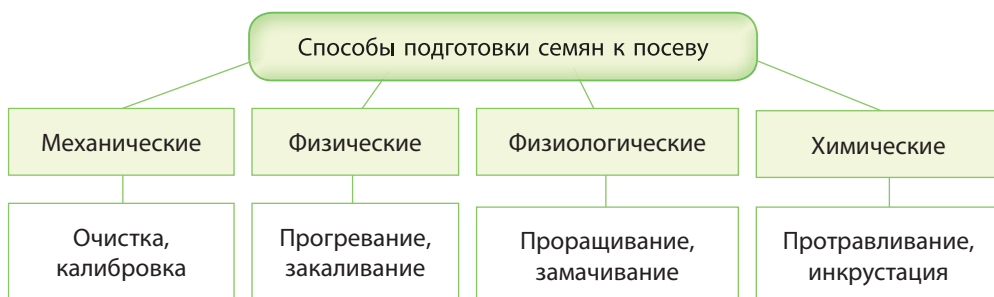 Способы подготовки семян к посеву
Механические
Физические
Физиологические
Химические
Очистка,
калибровка
Прогревание,
закаливание
Проращивание,
замачивание
Протравливание,
инкрустация